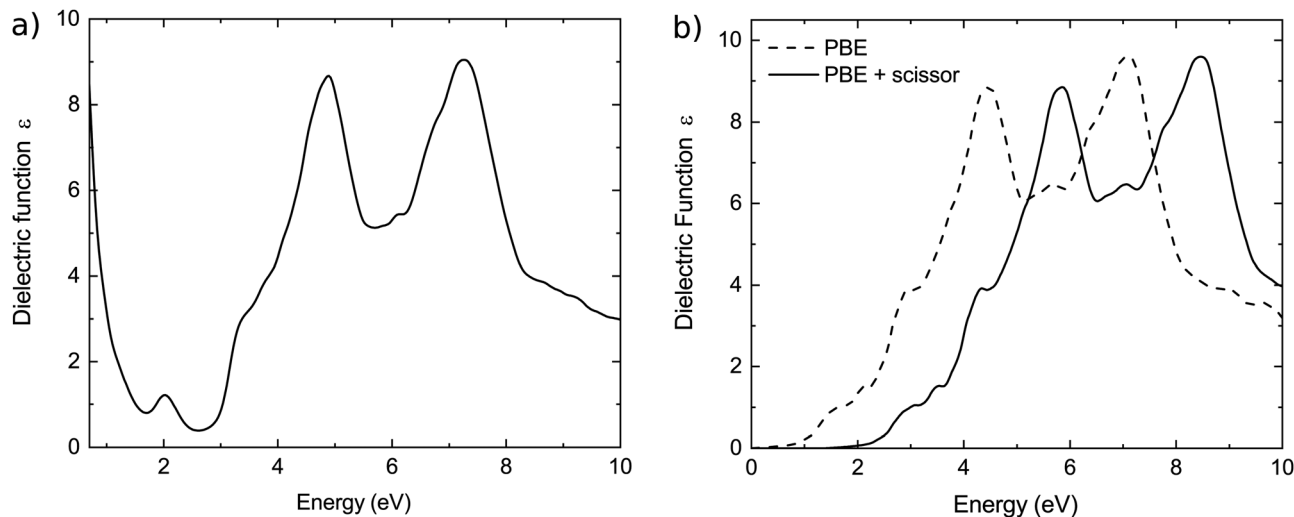 a)
10
8
6
4
2
0
Dielectric function ε
2
4
6
8
10
Energy (eV)
b)
PBE
PBE + scissor
10
8
6
4
2
0
Dielectric Function ε
0
2
4
6
8
10
Energy (eV)